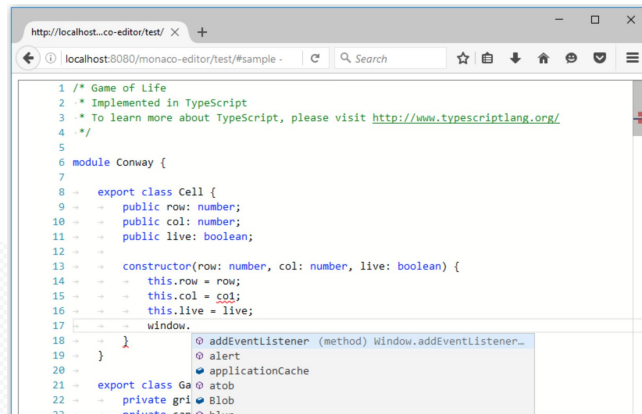 http://localhost...co-editor/test/
localhost:8080/monaco-editor/test/#sample -
Search
1 /* Game of Life
2 * Implemented in TypeScript
3 * To learn more about TypeScript, please visit http://www.typescriptlang.org/
4 */
5
6 module Conway {
7
8 export class Cell {
9 public row: number;
10 public col: number;
11 public live: boolean;
12
13 constructor(row: number, col: number, live: boolean) {
14 this.row = row;
15 this.col = co1;
16 this.live = live;
17 window.
18 }
addEventListener (method) Window.addEventListener…
19 }
alert
20
applicationCache
21 export class Ga
atob
22 private gri
Blob